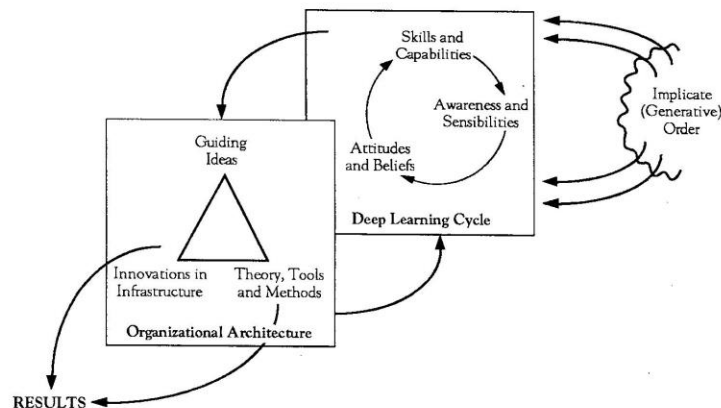 Skills and
Capabilities
Awareness and
Sensibilities
Attitudes
and Beliefs
Deep Learning Cycle
Implicate
(Generative)
Order
Guiding
Ideas
Innovations in
Infrastructure
Theory, Tools
and Methods
Organizational Architecture
RESULTS